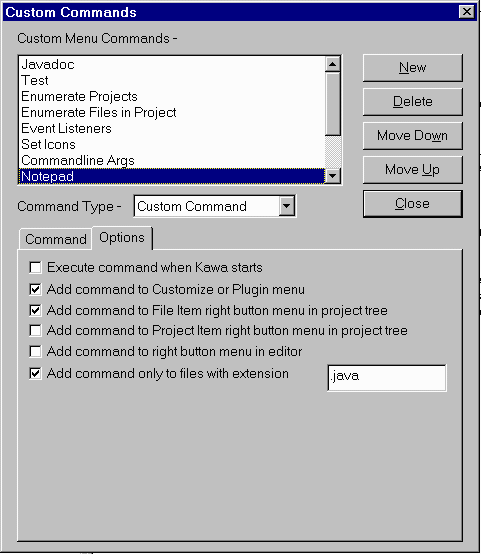 Custom Commands
Custom Menu Commands -
Javadoc
Test
Enumerate Projects
Enumerate Files in Project
Event Listeners
Set Icons
Commandline Args
Notepad
New
Delete
Move Down
Move Up
Close
Command Type - Custom Command
Command Options
Execute command when Kawa starts
Add command to Customize or Plugin menu
Add command to File Item right button menu in project tree
Add command to Project Item right button menu in project tree
Add command to right button menu in editor
Add command only to files with extension .java